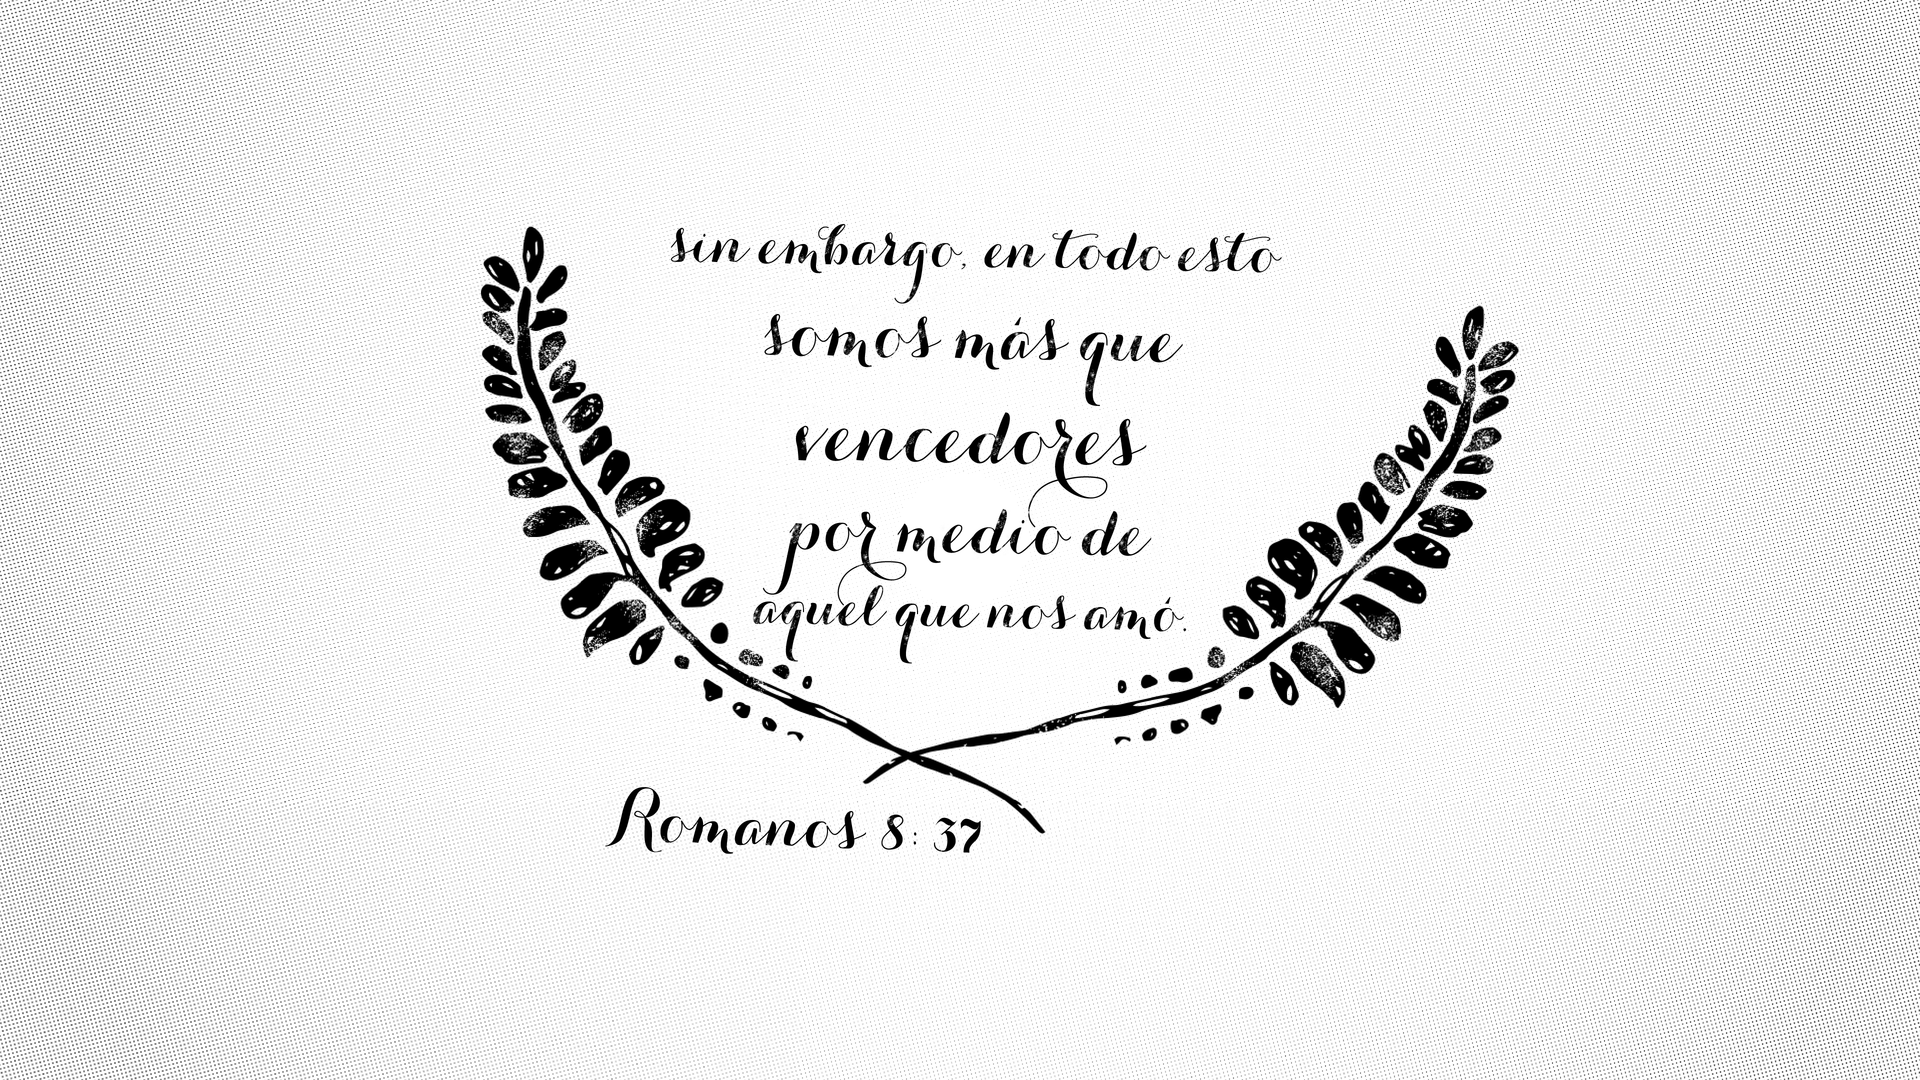 sin embargo, en todo esto
somos más que
vencedores
por medio de
aquel que nos amó.
Romanos 8: 37